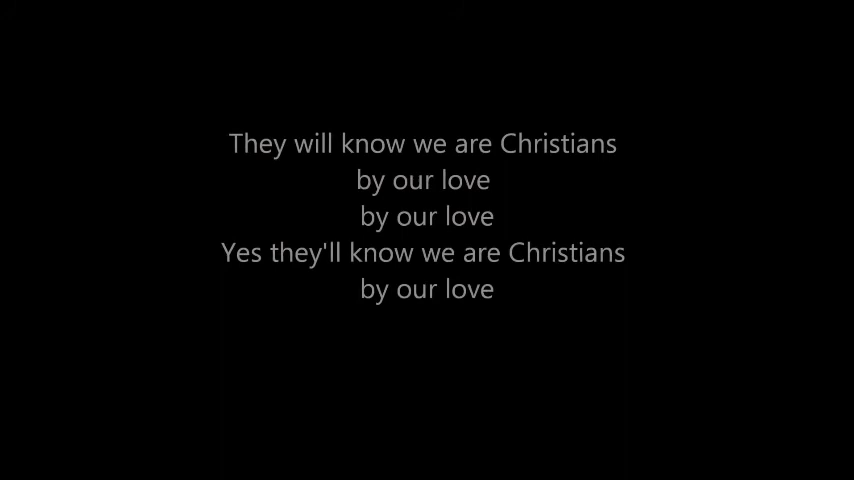 They will know we are Christians
by our love
by our love
Yes they'll know we are Christians
by our love